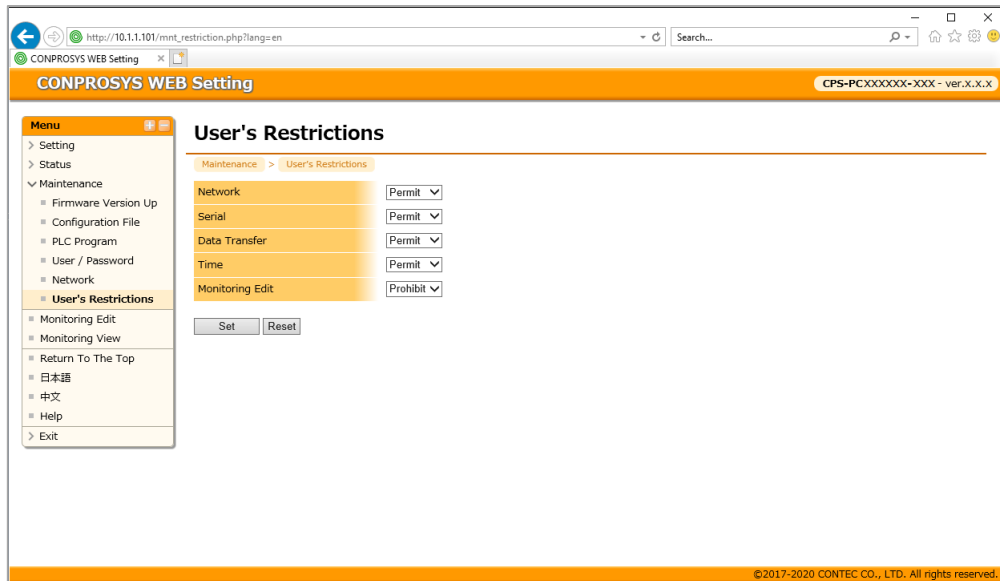 http://10.1.1.101/mnt_restriction.php?lang=en
Search...
CONPROSYS WEB Setting
CONPROSYS WEB Setting
CPS-PCXXXXXX-XXX - ver.x.x.x
Menu
Setting
Status
Maintenance
Firmware Version Up
Configuration File
PLC Program
User / Password
Network
User's Restrictions
Monitoring Edit
Monitoring View
Return To The Top
日本語
中文
Help
Exit
User's Restrictions
Maintenance > User's Restrictions
Network Permit
Serial Permit
Data Transfer Permit
Time Permit
Monitoring Edit Prohibit
Set Reset
©2017-2020 CONTEC CO., LTD. All rights reserved.